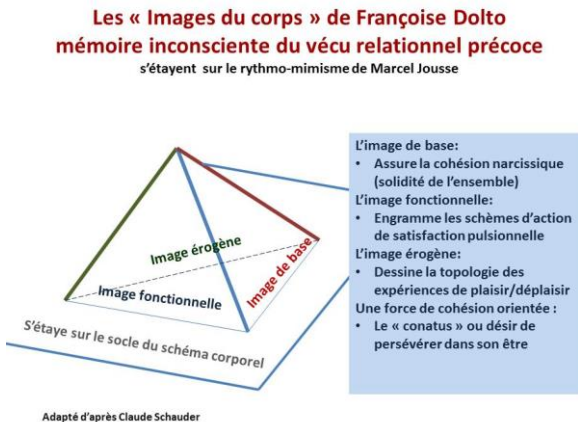 Les « Images du corps » de Françoise Dolto
mémoire inconsciente du vécu relationnel précoce
s'étayent sur le rythmo-mimisme de Marcel Jousse
Image érogène
Image fonctionnelle
Image de base
S'étaye sur le socle du schéma corporel
L'image de base:
• Assure la cohésion narcissique
(solidité de l'ensemble)
L'image fonctionnelle:
• Engramme les schèmes d'action
de satisfaction pulsionnelle
L'image érogène:
• Dessine la topologie des
expériences de plaisir/déplaisir
Une force de cohésion orientée :
• Le « conatus » ou désir de
persévérer dans son être
Adapté d'après Claude Schauder